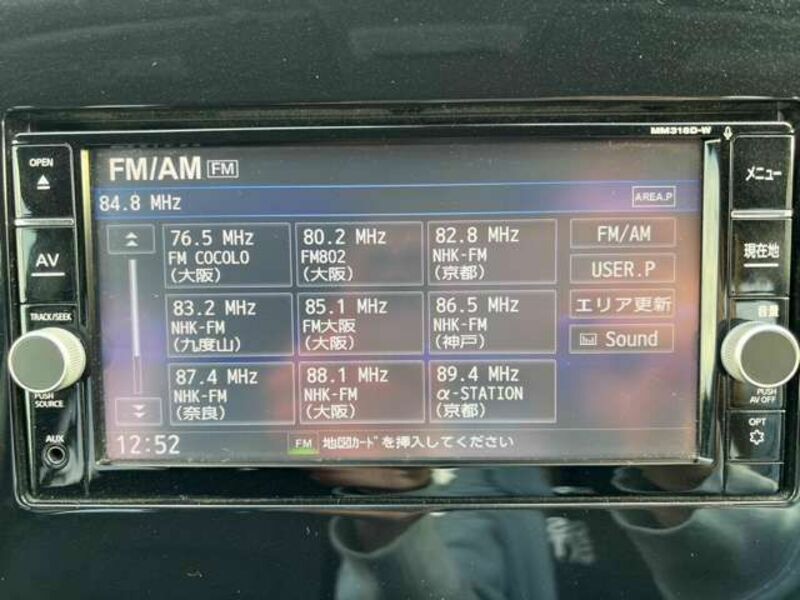 MM318D-W
OPEN
AV
TRACK/SEEK
PUSH
SOURCE
AUX
FM/AM FM
84.8 MHz
AREA.P
76.5 MHz
FM COCOLO
(大阪)
80.2 MHz
FM802
(大阪)
82.8 MHz
NHK-FM
(京都)
83.2 MHz
NHK-FM
(九度山)
85.1 MHz
FM大阪
(大阪)
86.5 MHz
NHK-FM
(神戸)
87.4 MHz
NHK-FM
(奈良)
88.1 MHz
NHK-FM
(大阪)
89.4 MHz
α-STATION
(京都)
FM/AM
USER.P
エリア更新
Sound
12:52
FM 地図カードを挿入してください
メニュー
現在地
音量
PUSH
AV OFF
OPT